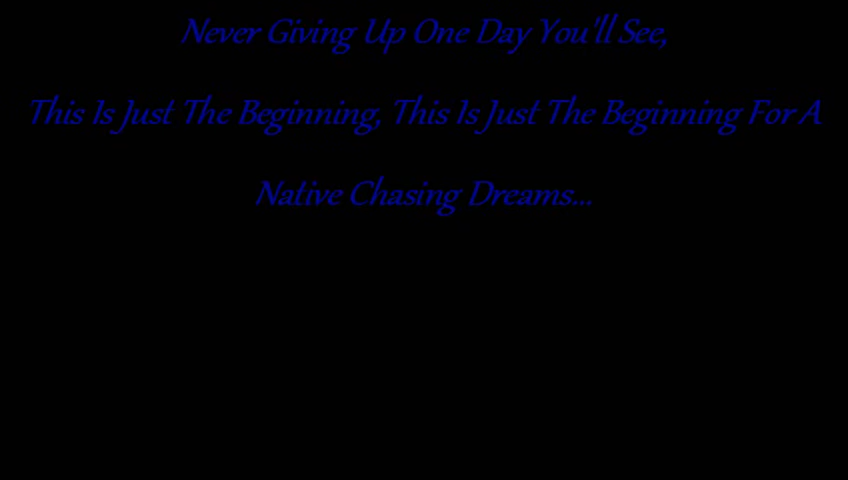 Never Giving Up One Day You'll See,
This Is Just The Beginning, This Is Just The Beginning For A
Native Chasing Dreams...